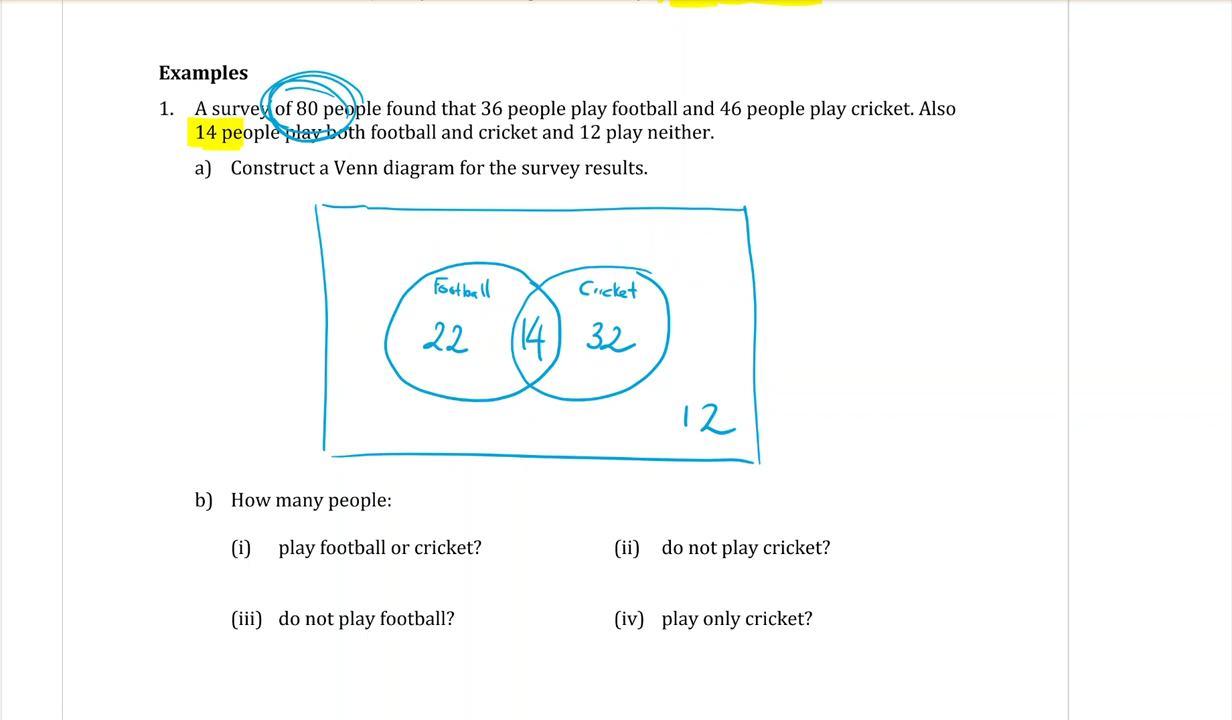 Examples
1. A survey of 80 people found that 36 people play football and 46 people play cricket. Also
14 people play both football and cricket and 12 play neither.
a) Construct a Venn diagram for the survey results.
Football Cricket
22 14 32
12
b) How many people:
(i) play football or cricket? (ii) do not play cricket?
(iii) do not play football? (iv) play only cricket?